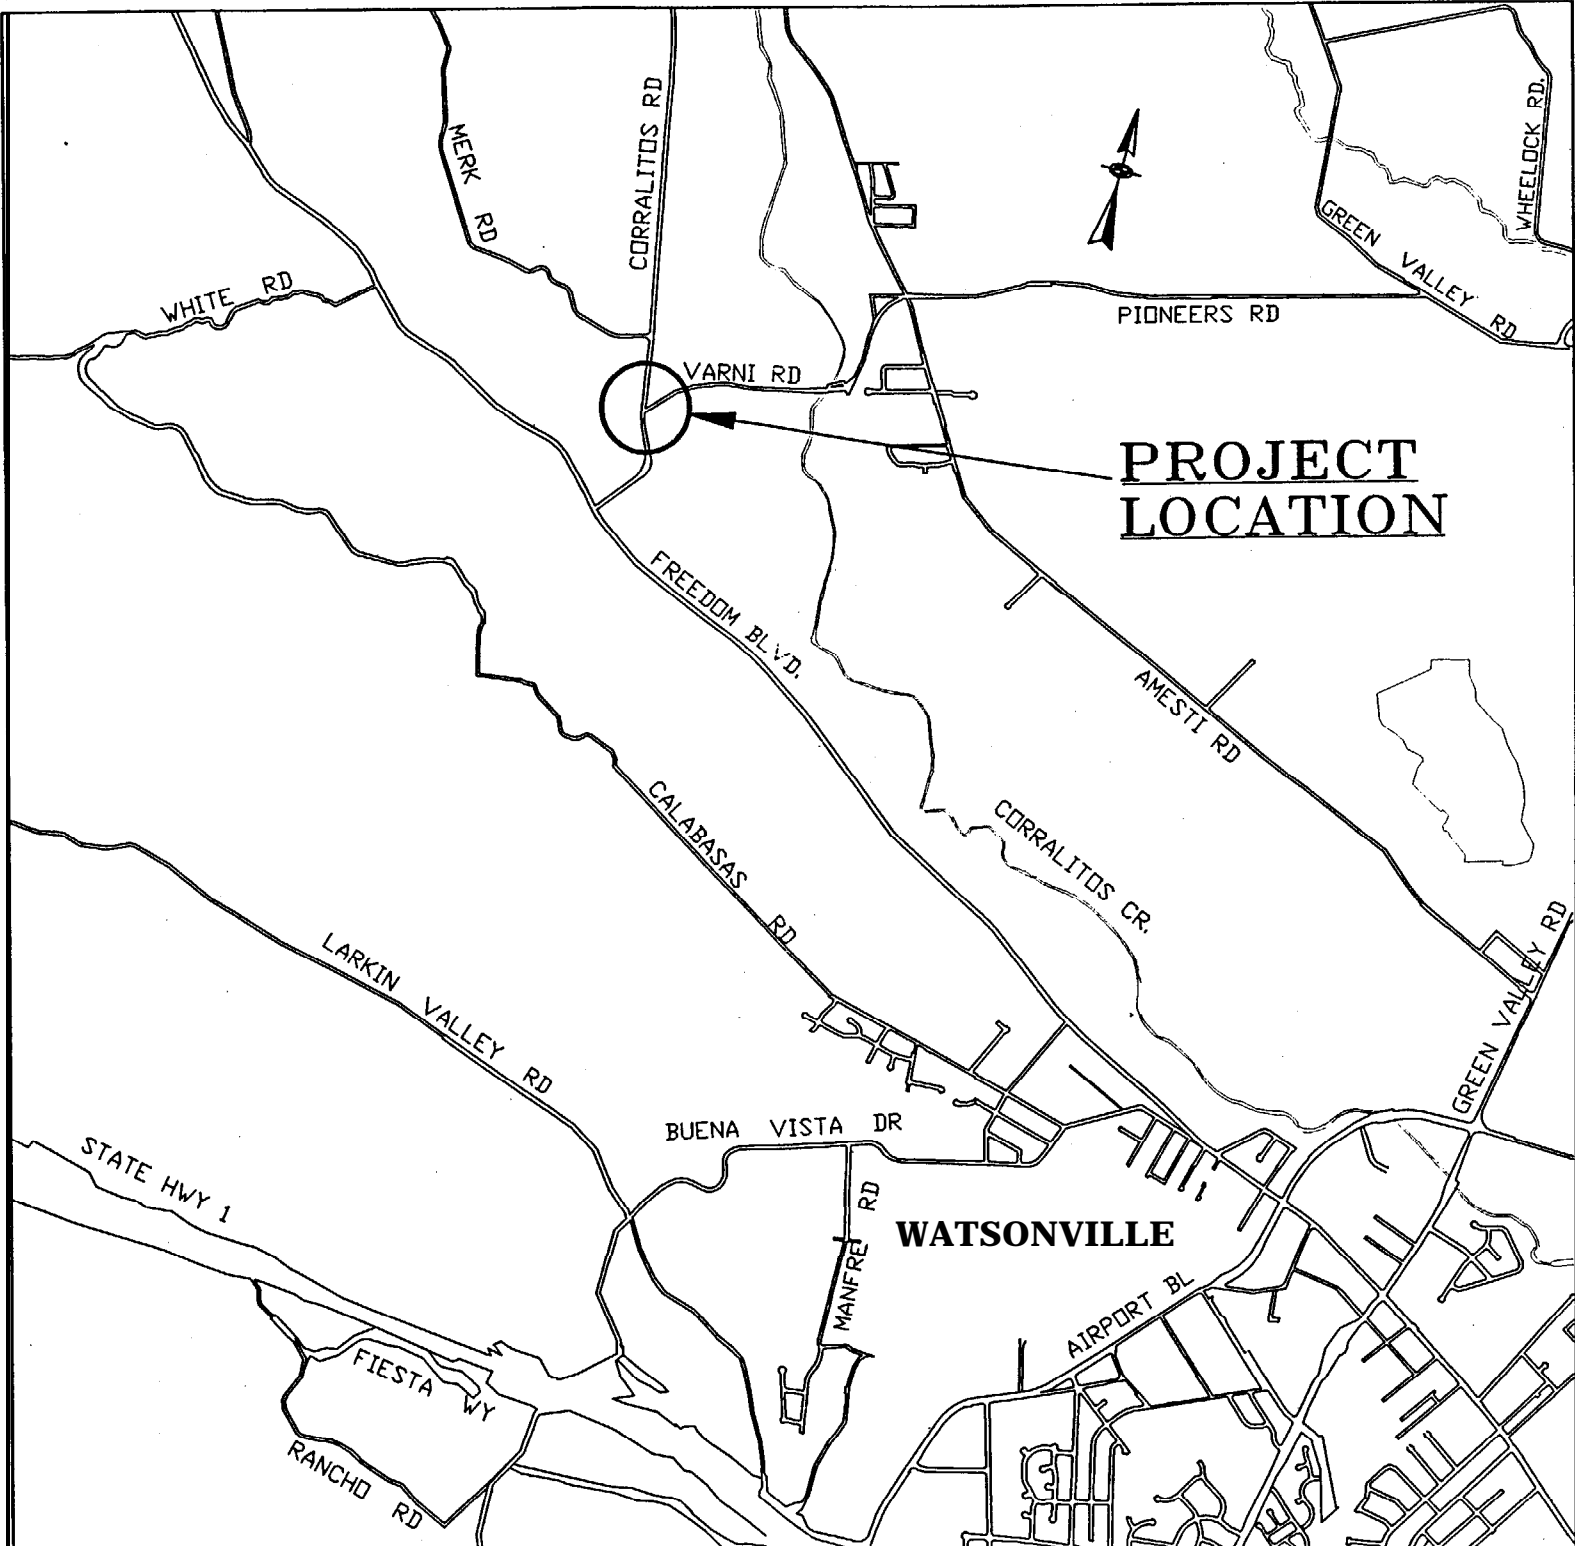 MERK RD
CORRALITOS RD
WHEELOCK RD.
GREEN VALLEY RD
WHITE RD
PIONEERS RD
VARNI RD
PROJECT
LOCATION
FREEDOM BLVD.
AMESTI RD
CALABASAS RD
CORRALITOS CR.
GREEN VALLEY RD
LARKIN VALLEY RD
BUENA VISTA DR
STATE HWY 1
MANFRE RD
WATSONVILLE
AIRPORT BL
FIESTA WY
RANCHO RD